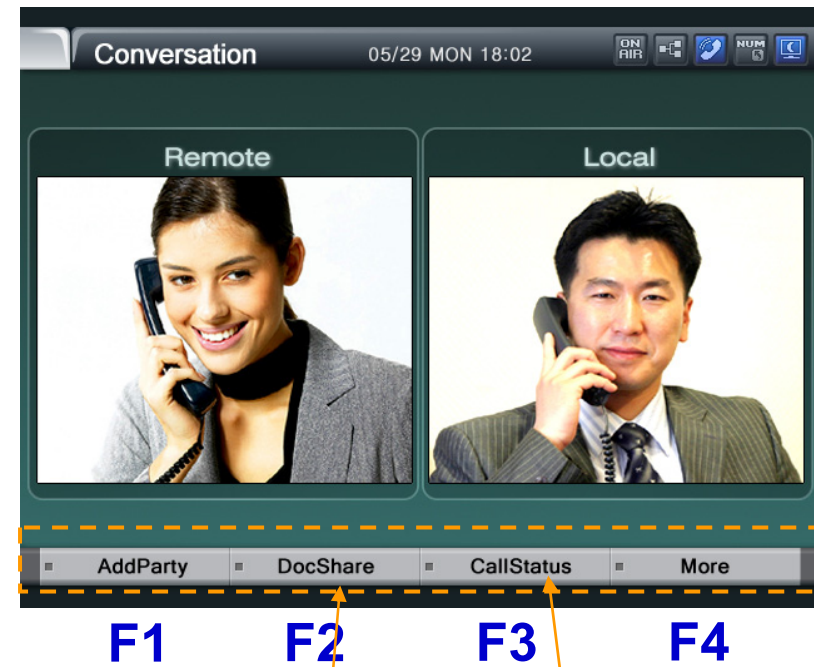 Conversation 05/29 MON 18:02 ON AIR NUM
Remote Local
AddParty DocShare CallStatus More
F1 F2 F3 F4